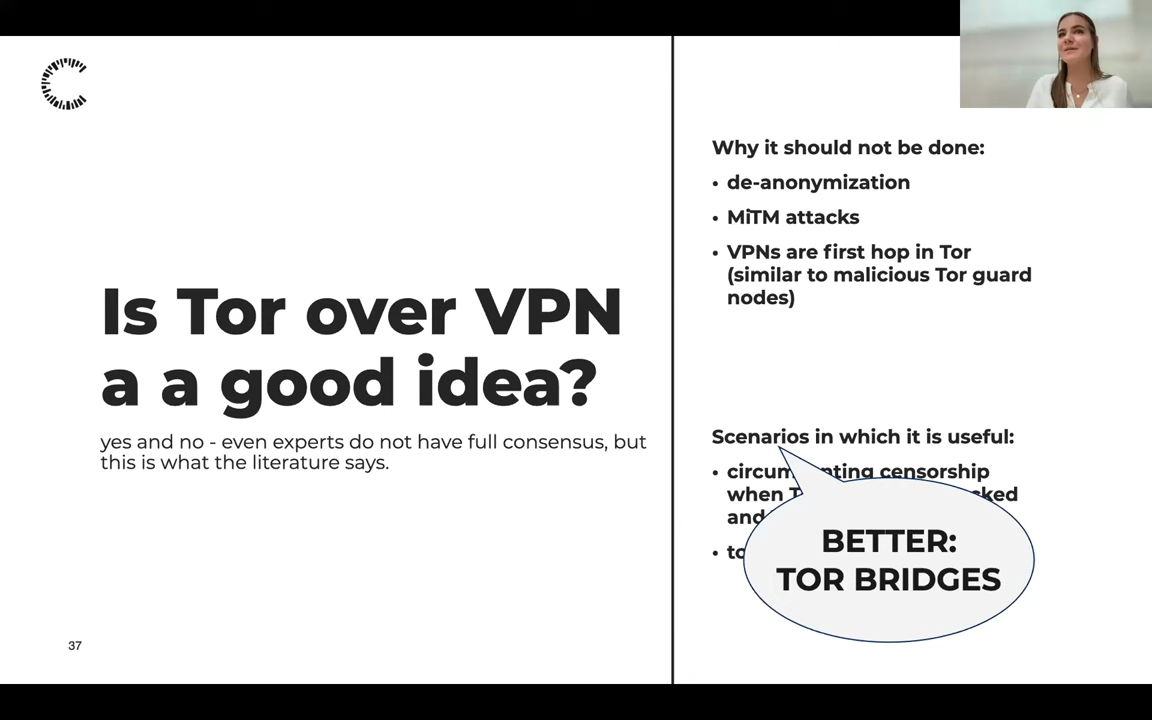 Is Tor over VPN
a a good idea?
yes and no - even experts do not have full consensus, but
this is what the literature says.
37
Why it should not be done:
• de-anonymization
• MiTM attacks
• VPNs are first hop in Tor
(similar to malicious Tor guard
nodes)
Scenarios in which it is useful:
• censorship
when
and
BETTER:
TOR BRIDGES